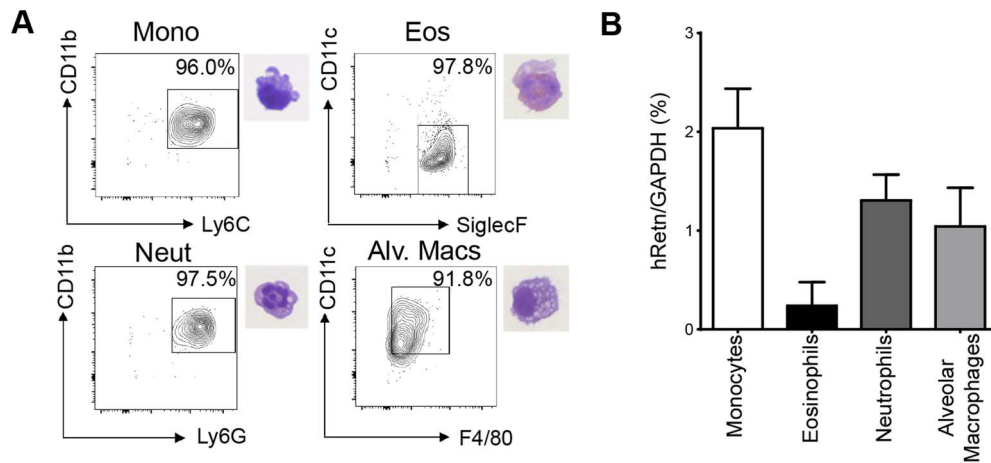 A
Mono
CD11b
96.0%
Ly6C
Eos
CD11c
97.8%
SiglecF
Neut
CD11b
97.5%
Ly6G
Alv. Macs
CD11c
91.8%
F4/80
B
hRetn/GAPDH (%)
3
2
1
0
Monocytes
Eosinophils
Neutrophils
Alveolar
Macrophages